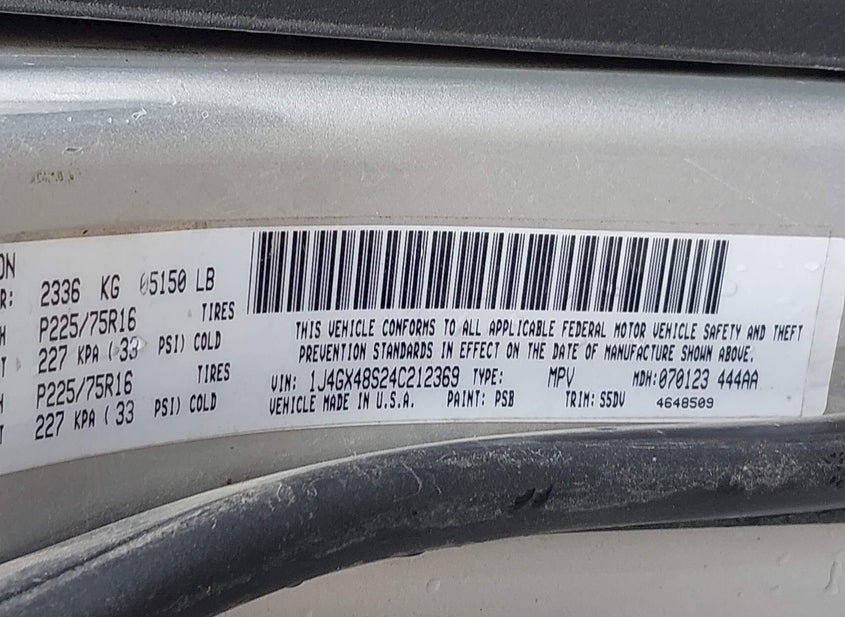 ON
R: 2336 KG 05150 LB
P225/75R16 TIRES
227 KPA ( 33 PSI) COLD
P225/75R16 TIRES
227 KPA ( 33 PSI) COLD
THIS VEHICLE CONFORMS TO ALL APPLICABLE FEDERAL MOTOR VEHICLE SAFETY AND THEFT
PREVENTION STANDARDS IN EFFECT ON THE DATE OF MANUFACTURE SHOWN ABOVE.
VIN: 1J4GX48S24C212369 TYPE: MPV MDH:070123 444AA
VEHICLE MADE IN U.S.A. PAINT: PSB TRIM: S5DV 4648509